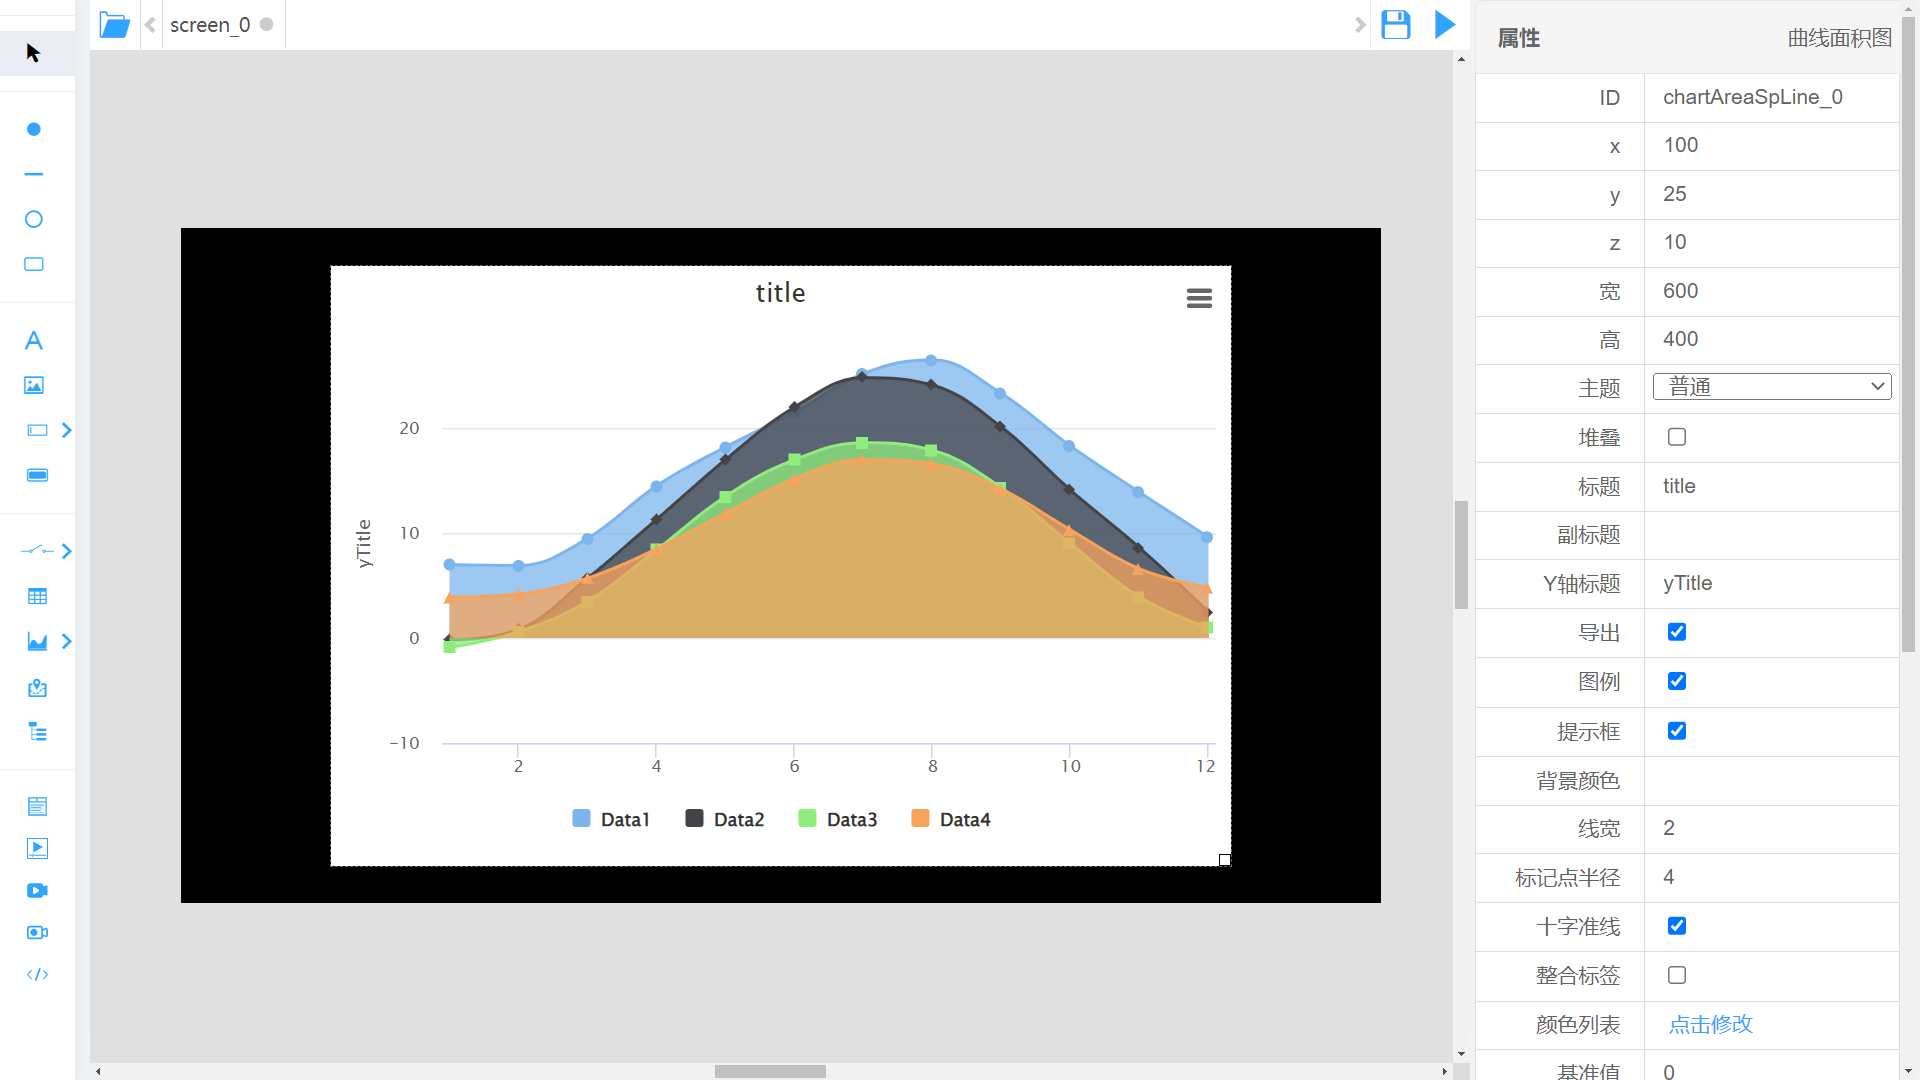 screen_0
title
yTitle
20
10
0
−10
2 4 6 8 10 12
Data1 Data2 Data3 Data4
属性 曲线面积图
ID chartAreaSpLine_0
x 100
y 25
z 10
宽 600
高 400
主题 普通
堆叠
标题 title
副标题
Y轴标题 yTitle
导出
图例
提示框
背景颜色
线宽 2
标记点半径 4
十字准线
整合标签
颜色列表 点击修改
基准值 0